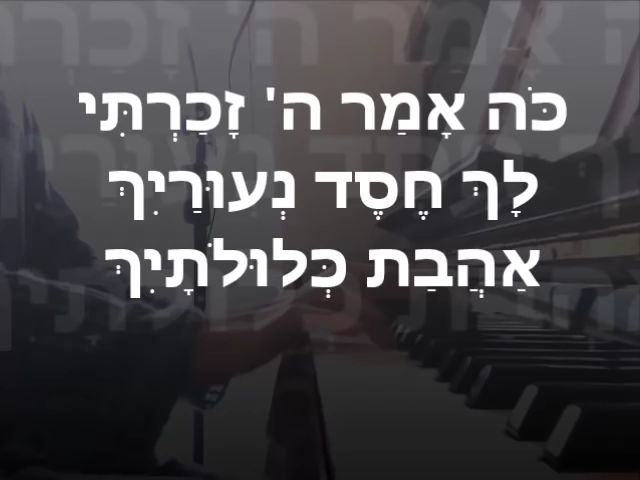 כֹּה אָמַר ה' זָכַרְתִּי
לָךְ חֶסֶד נְעוּרַיִךְ
אַהֲבַת כְּלוּלֹתָיִךְ